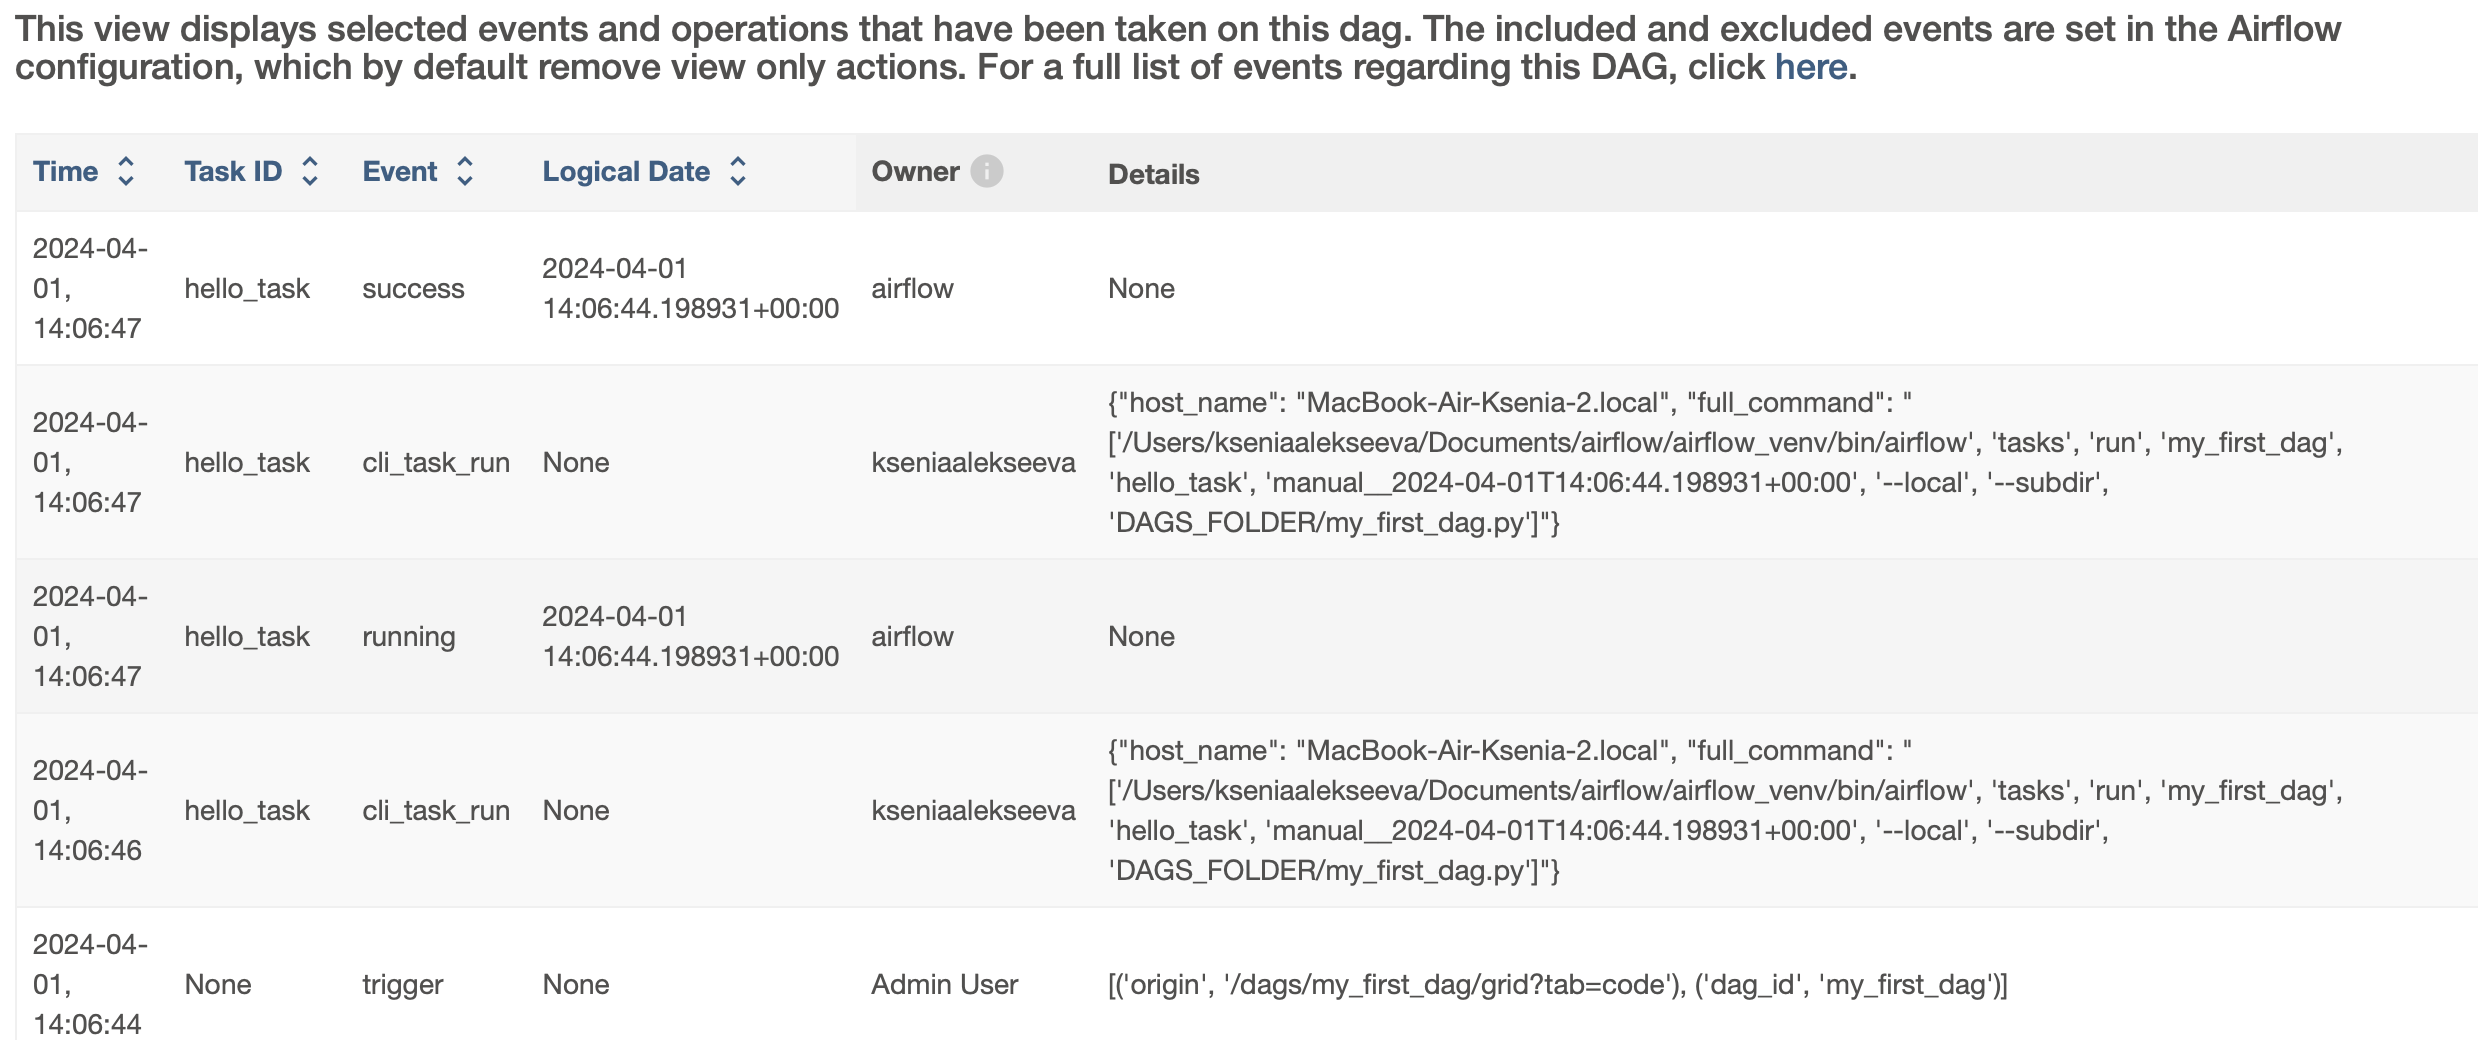 This view displays selected events and operations that have been taken on this dag. The included and excluded events are set in the Airflow
configuration, which by default remove view only actions. For a full list of events regarding this DAG, click here.
Time Task ID Event Logical Date Owner i Details
2024-04-
01,
14:06:47
hello_task
success
2024-04-01
14:06:44.198931+00:00
airflow
None
2024-04-
01,
14:06:47
hello_task
cli_task_run
None
kseniaalekseeva
{"host_name": "MacBook-Air-Ksenia-2.local", "full_command": "
['/Users/kseniaalekseeva/Documents/airflow/airflow_venv/bin/airflow', 'tasks', 'run', 'my_first_dag',
'hello_task', 'manual__2024-04-01T14:06:44.198931+00:00', '--local', '--subdir',
'DAGS_FOLDER/my_first_dag.py']"}
2024-04-
01,
14:06:47
hello_task
running
2024-04-01
14:06:44.198931+00:00
airflow
None
2024-04-
01,
14:06:46
hello_task
cli_task_run
None
kseniaalekseeva
{"host_name": "MacBook-Air-Ksenia-2.local", "full_command": "
['/Users/kseniaalekseeva/Documents/airflow/airflow_venv/bin/airflow', 'tasks', 'run', 'my_first_dag',
'hello_task', 'manual__2024-04-01T14:06:44.198931+00:00', '--local', '--subdir',
'DAGS_FOLDER/my_first_dag.py']"}
2024-04-
01,
14:06:44
None
trigger
None
Admin User
[('origin', '/dags/my_first_dag/grid?tab=code'), ('dag_id', 'my_first_dag')]